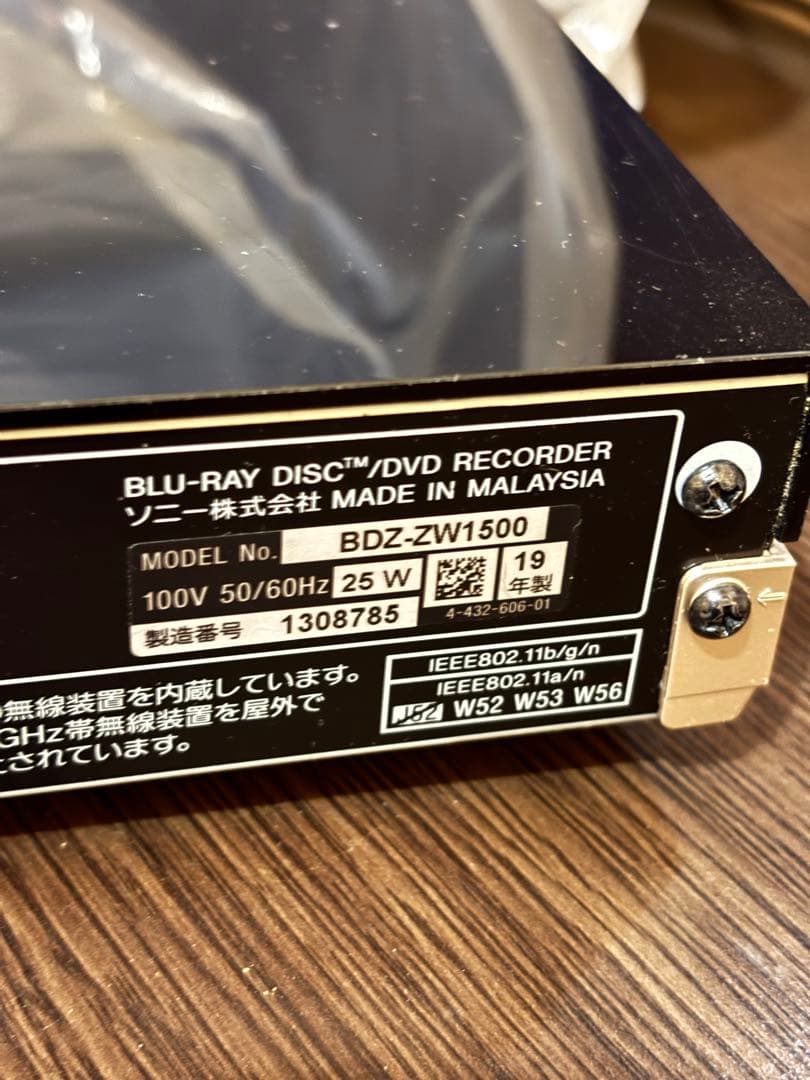 BLU-RAY DISC™/DVD RECORDER
ソニー株式会社 MADE IN MALAYSIA
MODEL No. BDZ-ZW1500
100V 50/60Hz 25 W
19年製
製造番号 1308785
4-432-606-01
無線装置を内蔵しています。
GHz帯無線装置を屋外で
されています。
IEEE802.11b/g/n
IEEE802.11a/n
J52 W52 W53 W56
←